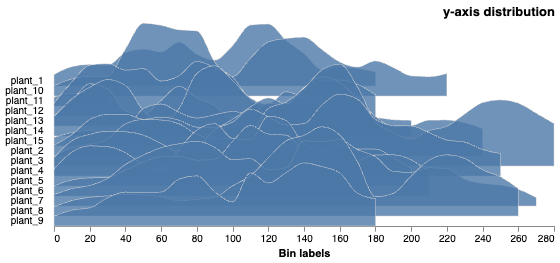 y-axis distribution
plant_1
plant_10
plant_11
plant_12
plant_13
plant_14
plant_15
plant_2
plant_3
plant_4
plant_5
plant_6
plant_7
plant_8
plant_9
0 20 40 60 80 100 120 140 160 180 200 220 240 260 280
Bin labels